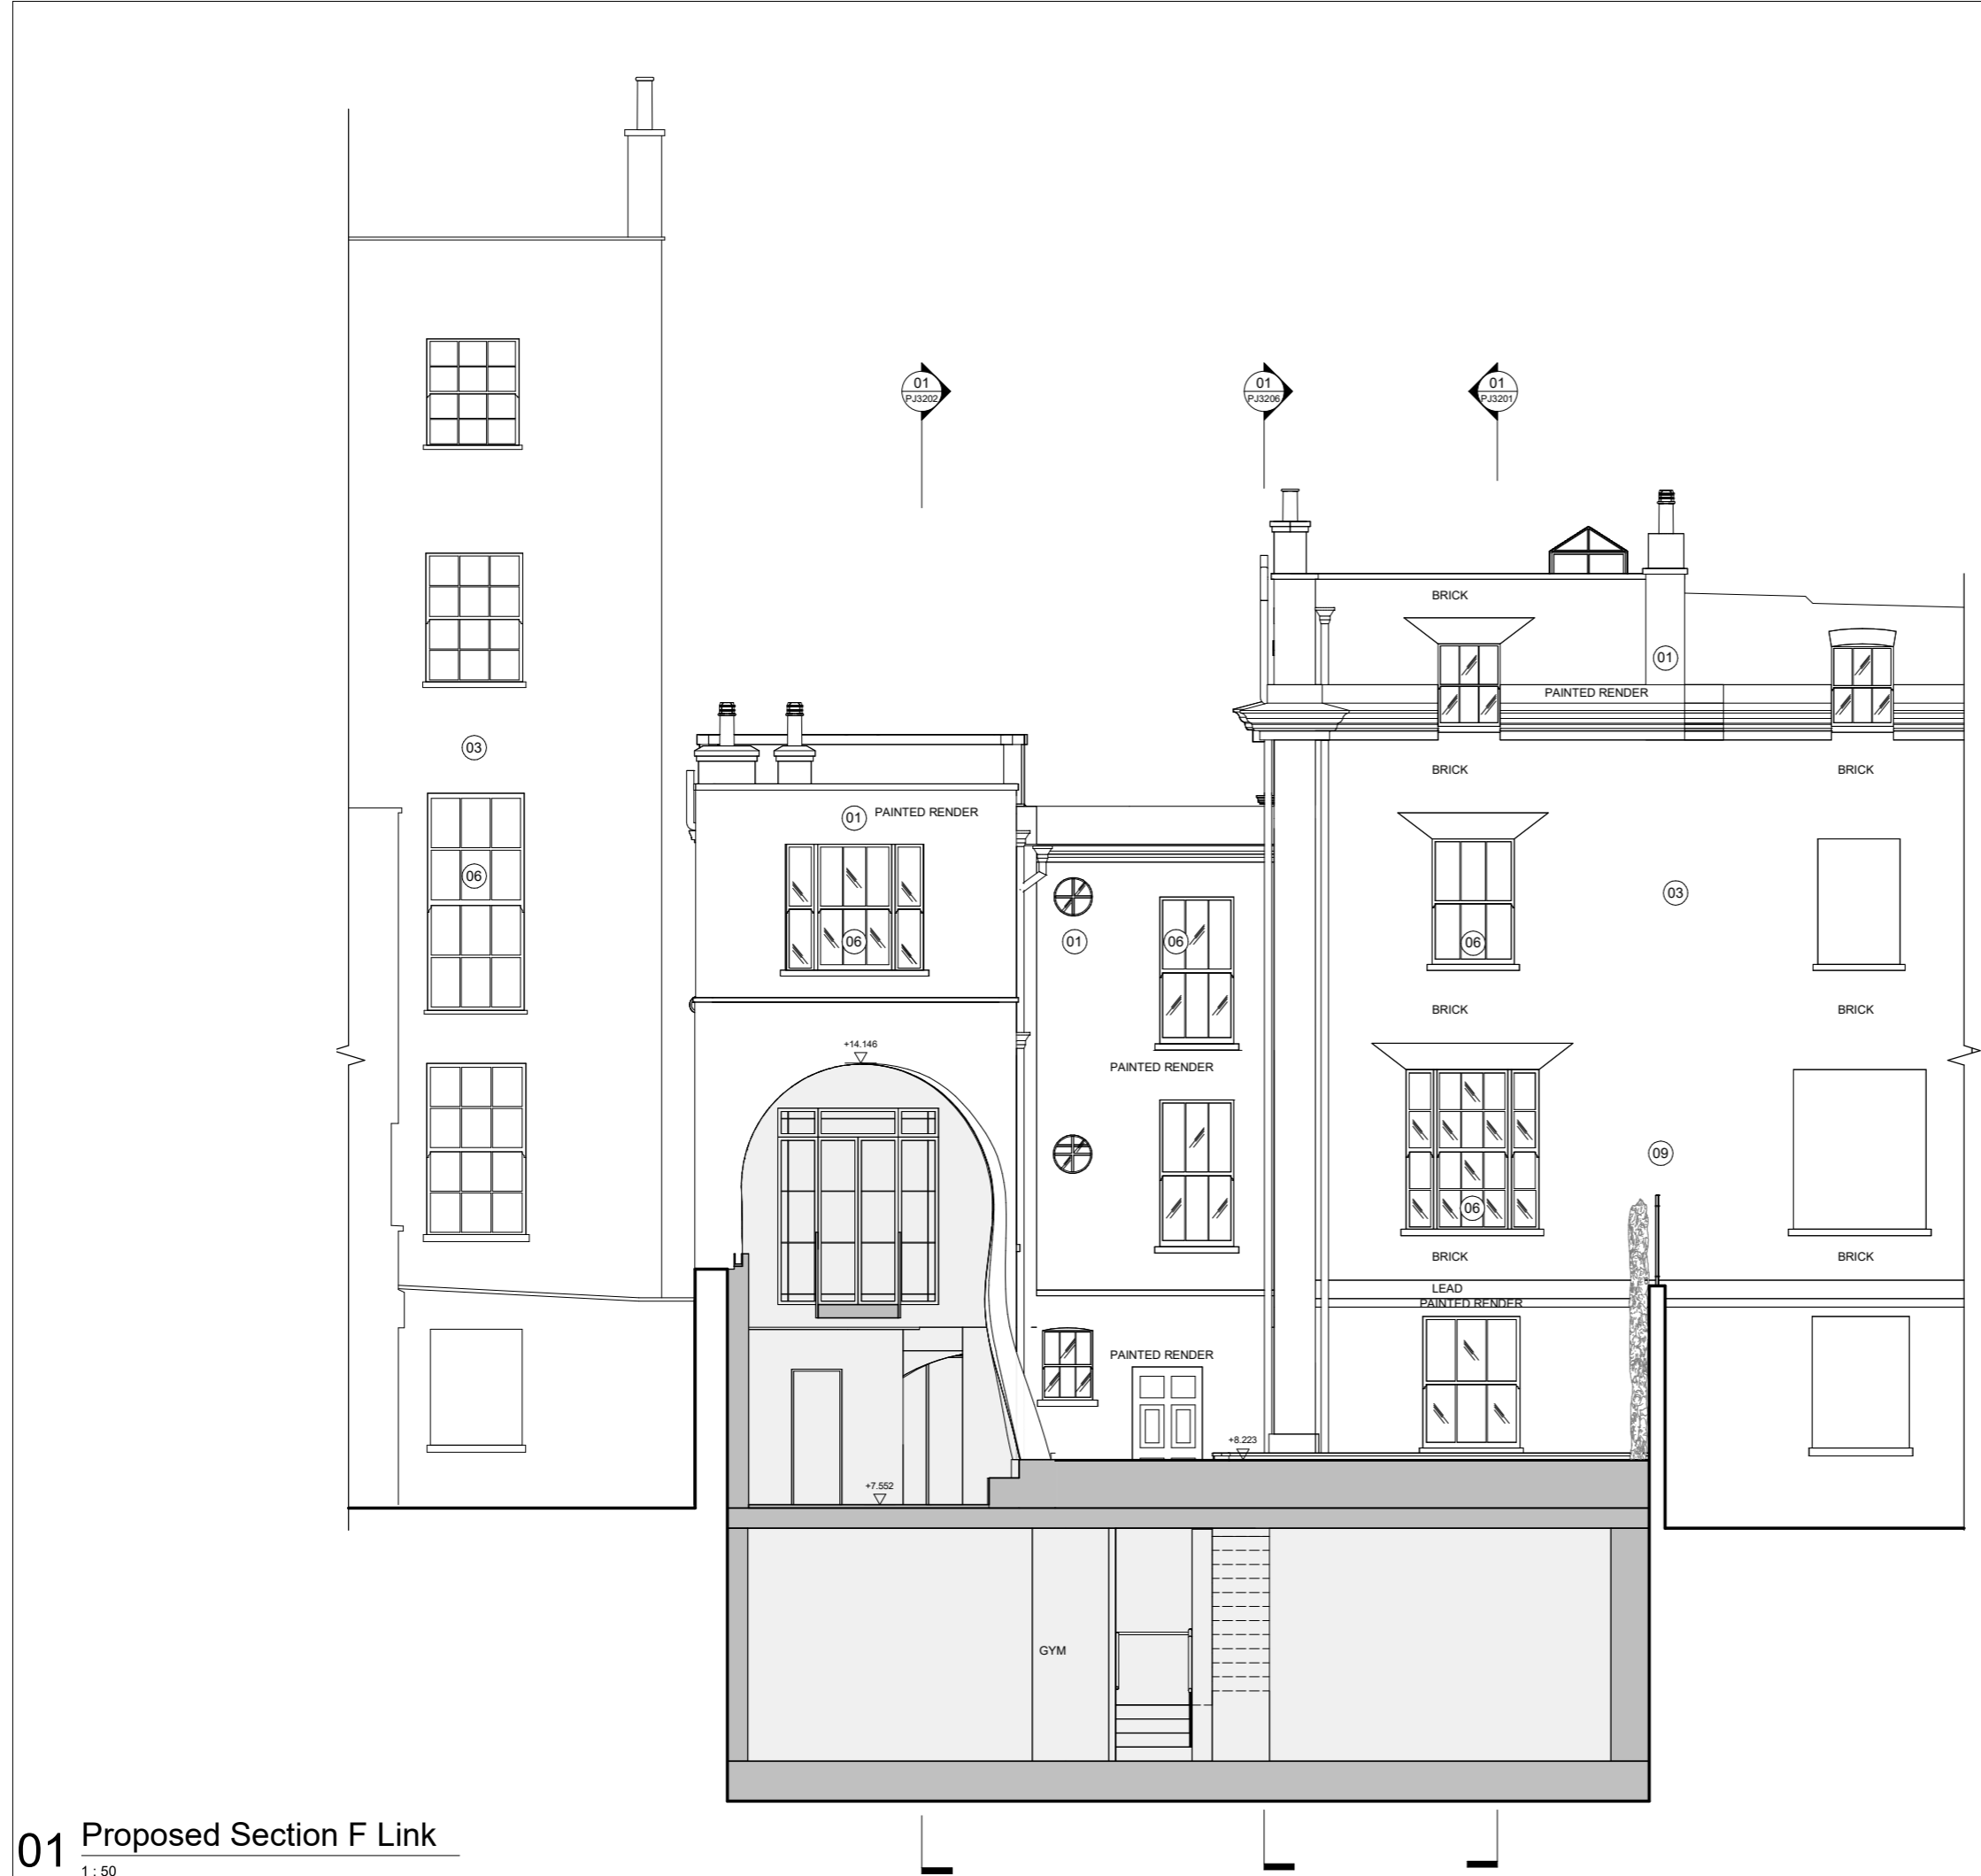 01
PJ3202
01
PJ3206
01
PJ3201
BRICK
01
PAINTED RENDER
03
BRICK
BRICK
01 PAINTED RENDER
06
03
06
01
06
06
BRICK
BRICK
+14.146
PAINTED RENDER
09
06
BRICK
BRICK
LEAD
PAINTED RENDER
PAINTED RENDER
+8.223
+7.552
GYM
01 Proposed Section F Link
1 : 50